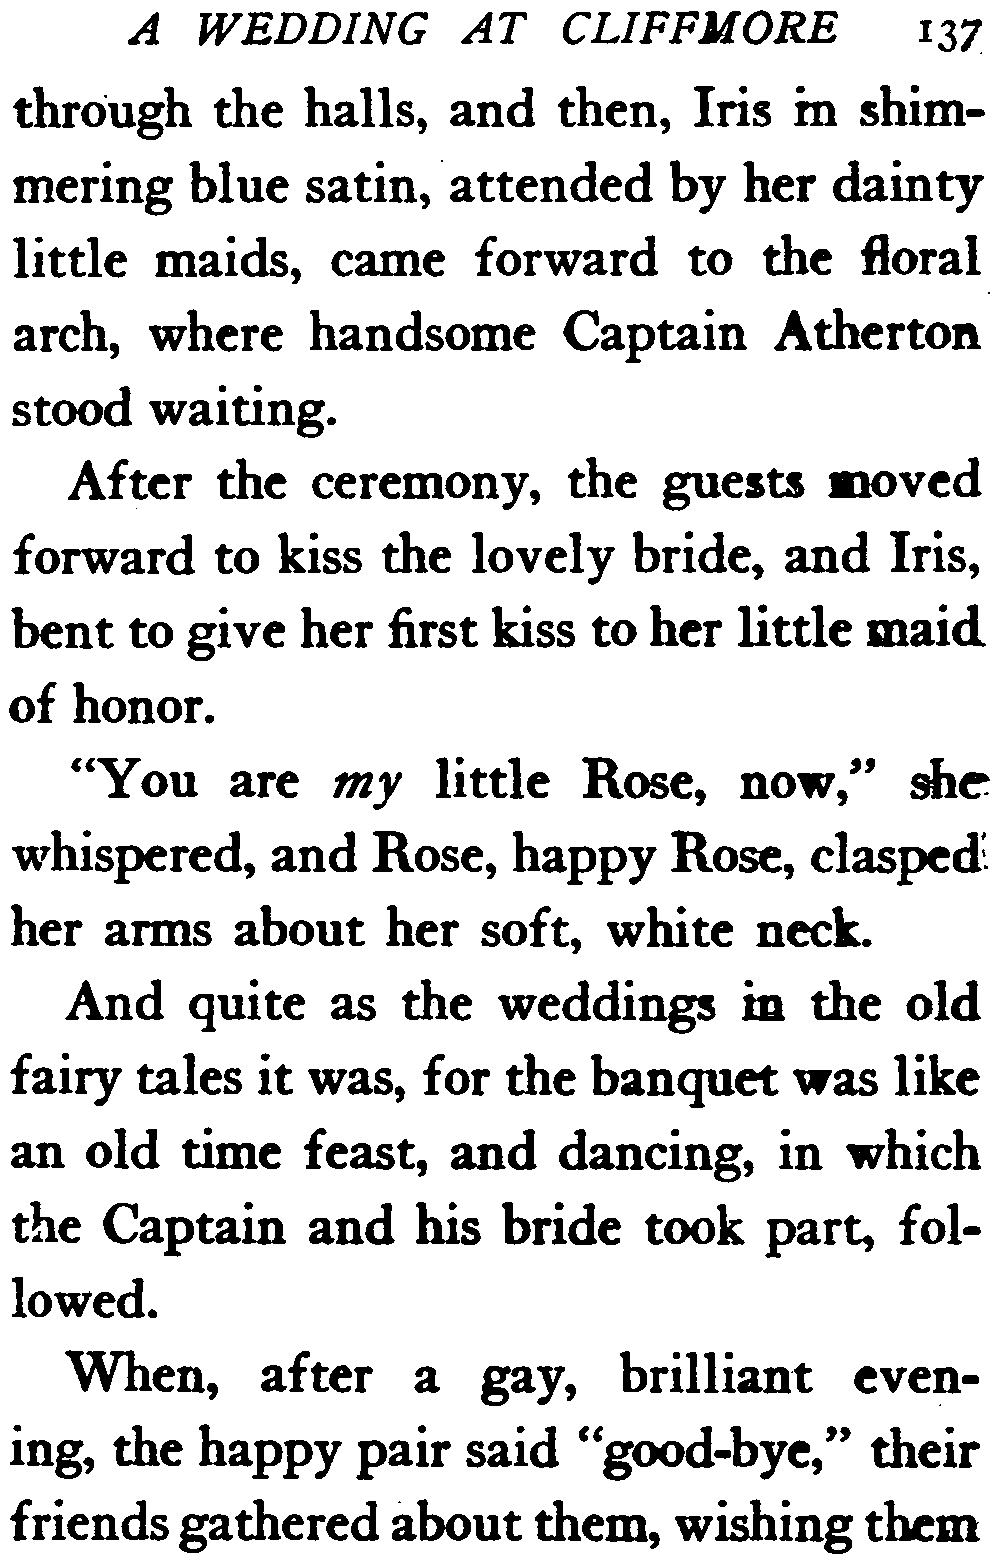 A WEDDING AT CLIFFMORE 137
through the halls, and then, Iris in shim-
mering blue satin, attended by her dainty
little maids, came forward to the floral
arch, where handsome Captain Atherton
stood waiting.
After the ceremony, the guests moved
forward to kiss the lovely bride, and Iris,
bent to give her first kiss to her little maid
of honor.
“You are my little Rose, now,” she
whispered, and Rose, happy Rose, clasped
her arms about her soft, white neck.
And quite as the weddings in the old
fairy tales it was, for the banquet was like
an old time feast, and dancing, in which
the Captain and his bride took part, fol-
lowed.
When, after a gay, brilliant even-
ing, the happy pair said “good-bye,” their
friends gathered about them, wishing them